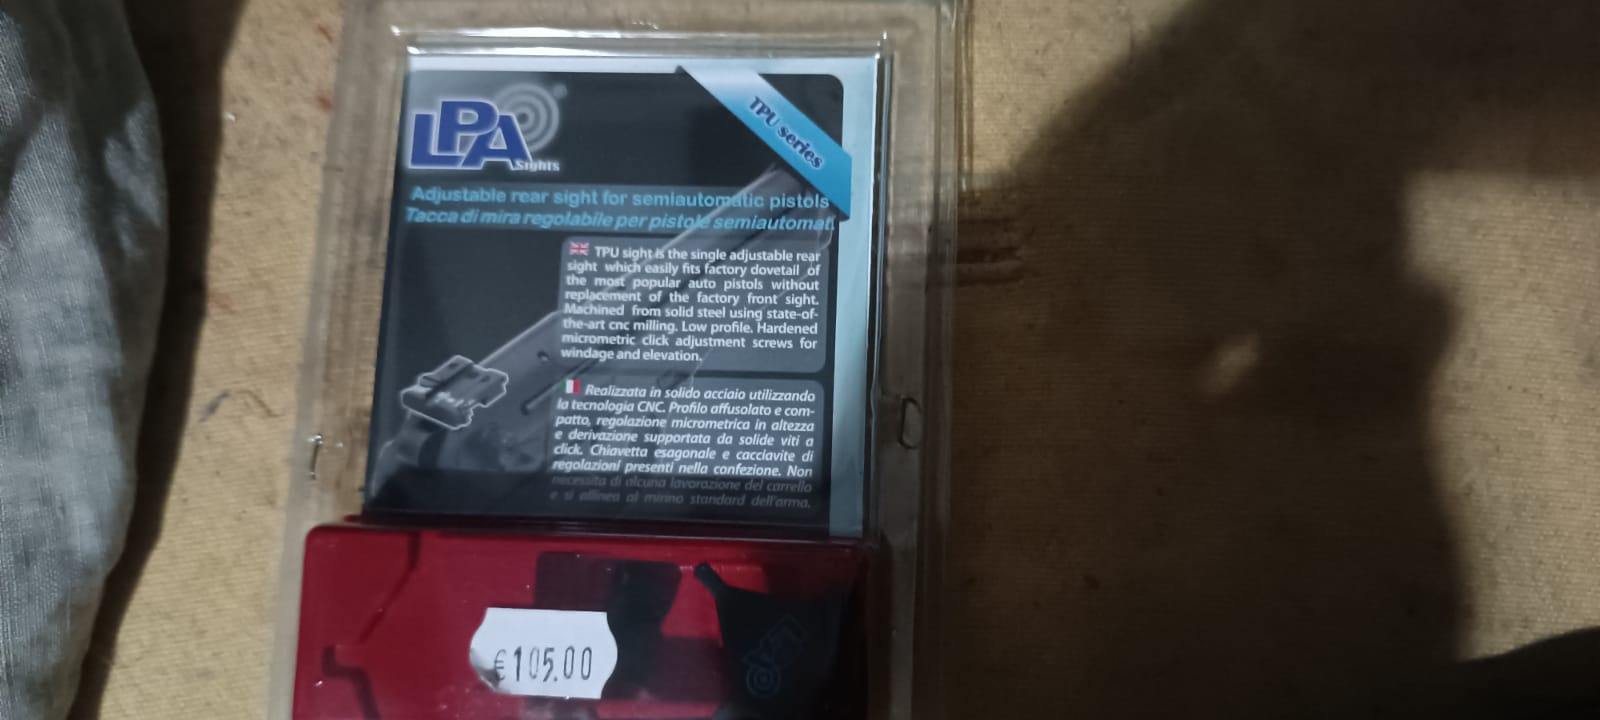 LPA
Sights
TPU series
Adjustable rear sight for semiautomatic pistols
Tacca di mira regolabile per pistole semiautomat
TPU sight is the single adjustable rear
sight which easily fits factory dovetail of
the most popular auto pistols without
replacement of the factory front sight.
Machined from solid steel using state-of-
the-art cnc milling. Low profile. Hardened
micrometric click adjustment screws for
windage and elevation.
Realizzata in solido acciaio utilizzando
la tecnologia CNC. Profilo affusolato e com-
patto, regolazione micrometrica in altezza
e derivazione supportata da solide viti a
click. Chiavetta esagonale e cacciavite di
regolazioni presenti nella confezione. Non
necessita di alcuna lavorazione del carrello
e si allinea al mirino standard dell'arma.
€105.00